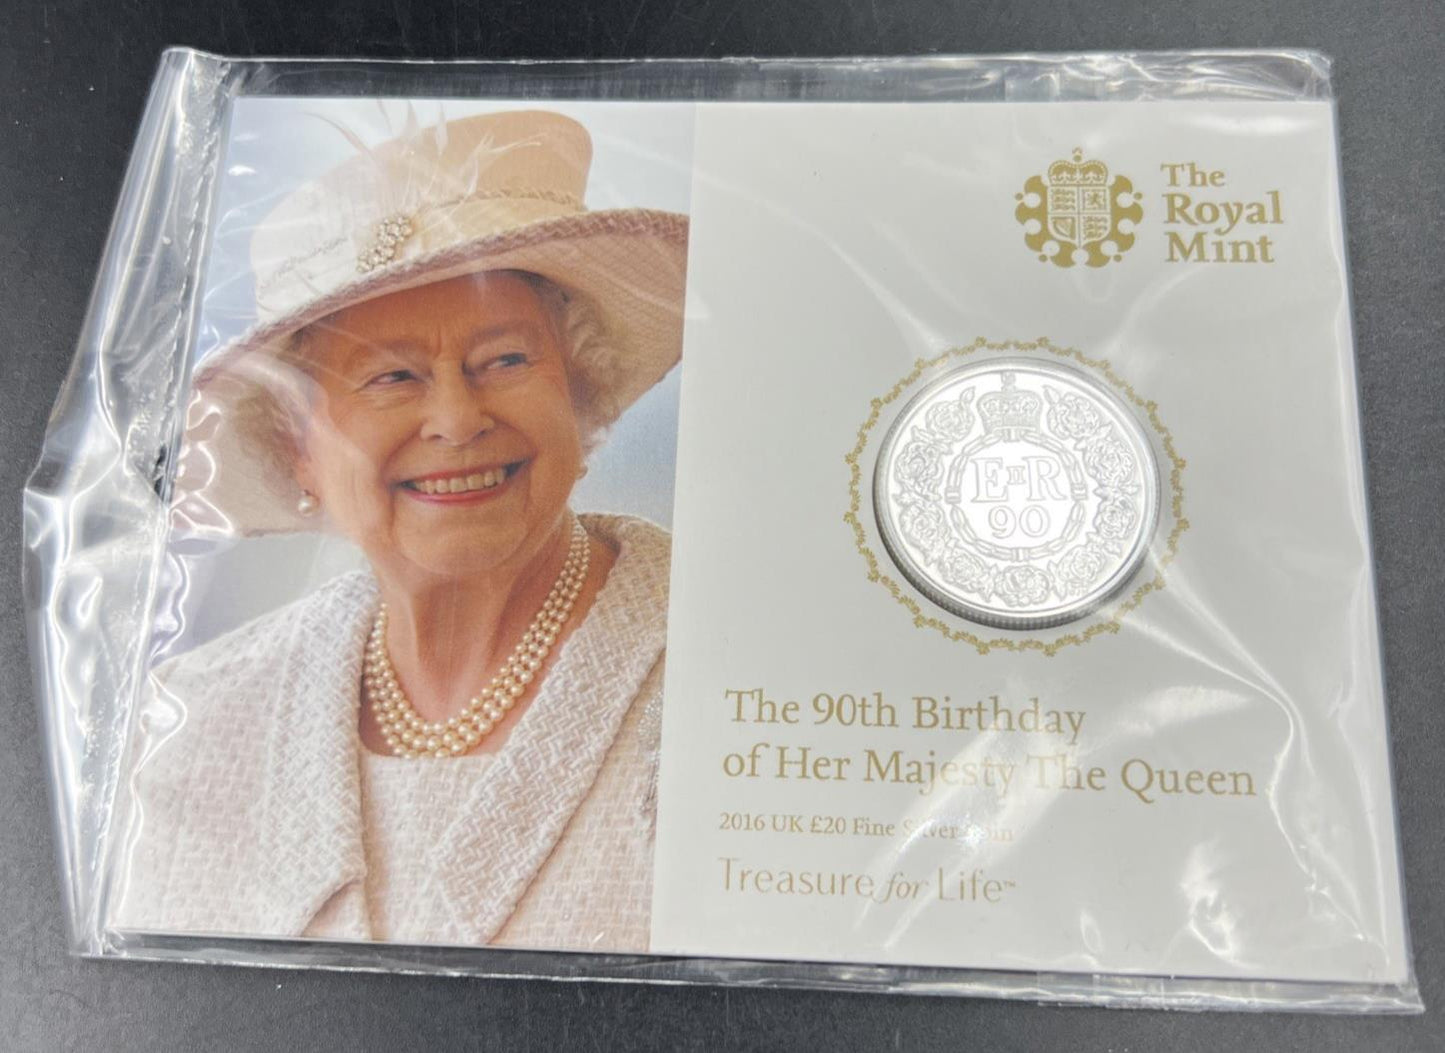 The
Royal
Mint
EIIR
90
The 90th Birthday
of Her Majesty The Queen
2016 UK £20 Fine Silver Coin
Treasure for Life™